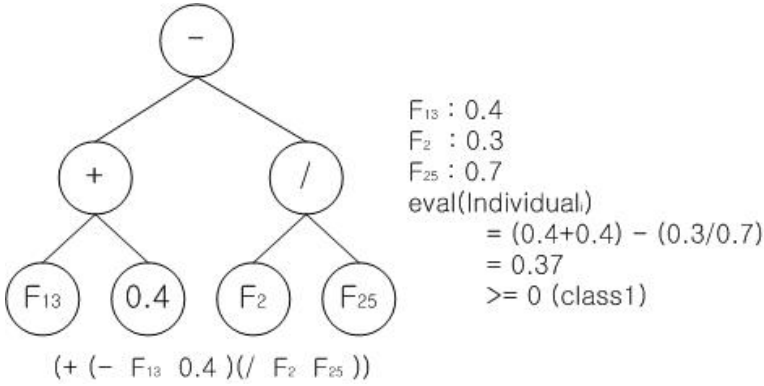 −
+
/
F₁₃
0.4
F₂
F₂₅
(+ (− F₁₃ 0.4 )(/ F₂ F₂₅ ))
F₁₃ : 0.4
F₂ : 0.3
F₂₅ : 0.7
eval(Individualᵢ)
= (0.4+0.4) − (0.3/0.7)
= 0.37
>= 0 (class1)